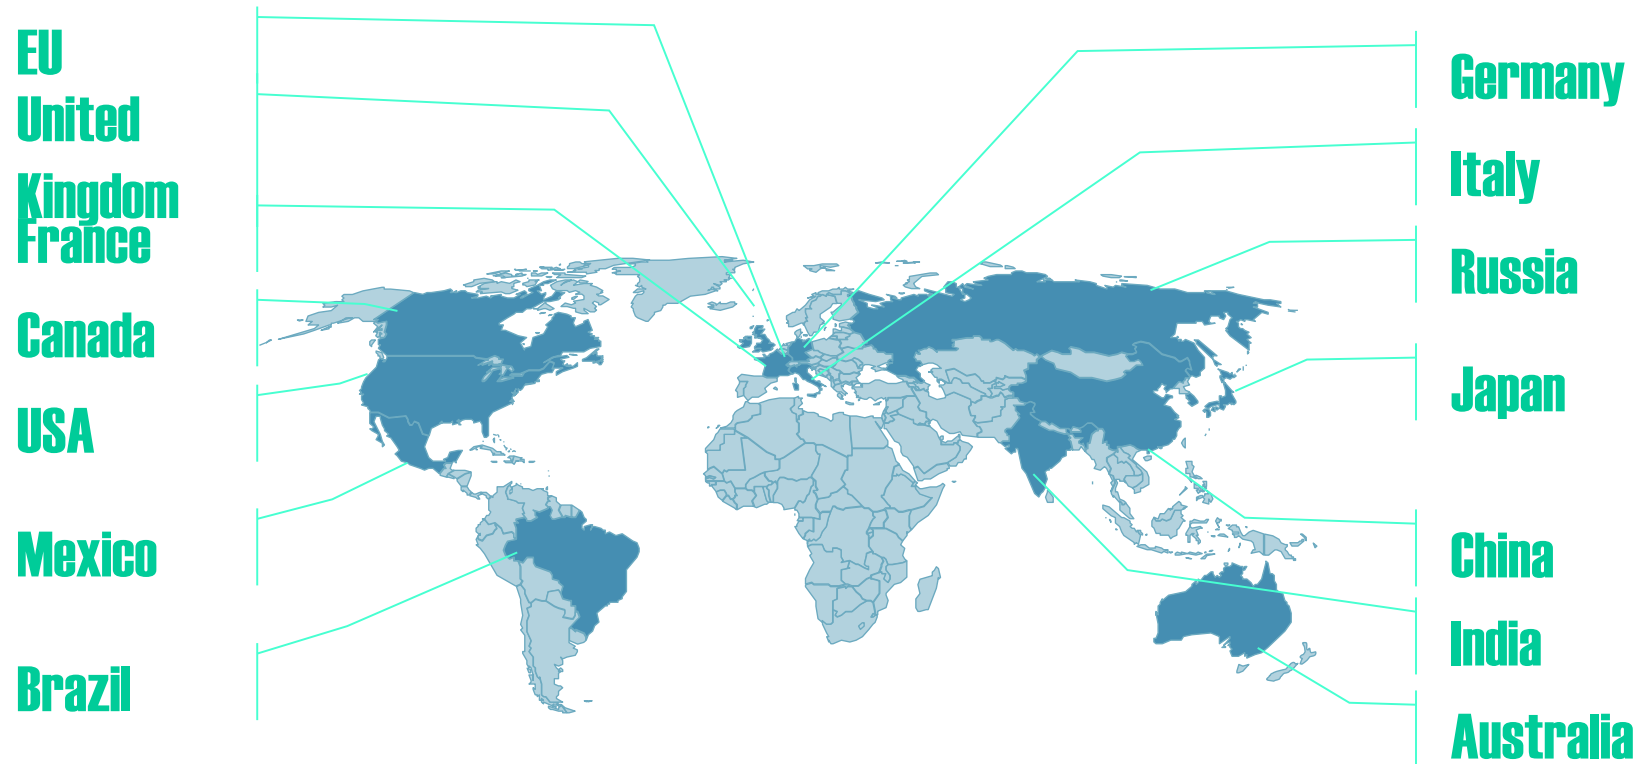 EU
United
Kingdom
France
Canada
USA
Mexico
Brazil
Germany
Italy
Russia
Japan
China
India
Australia